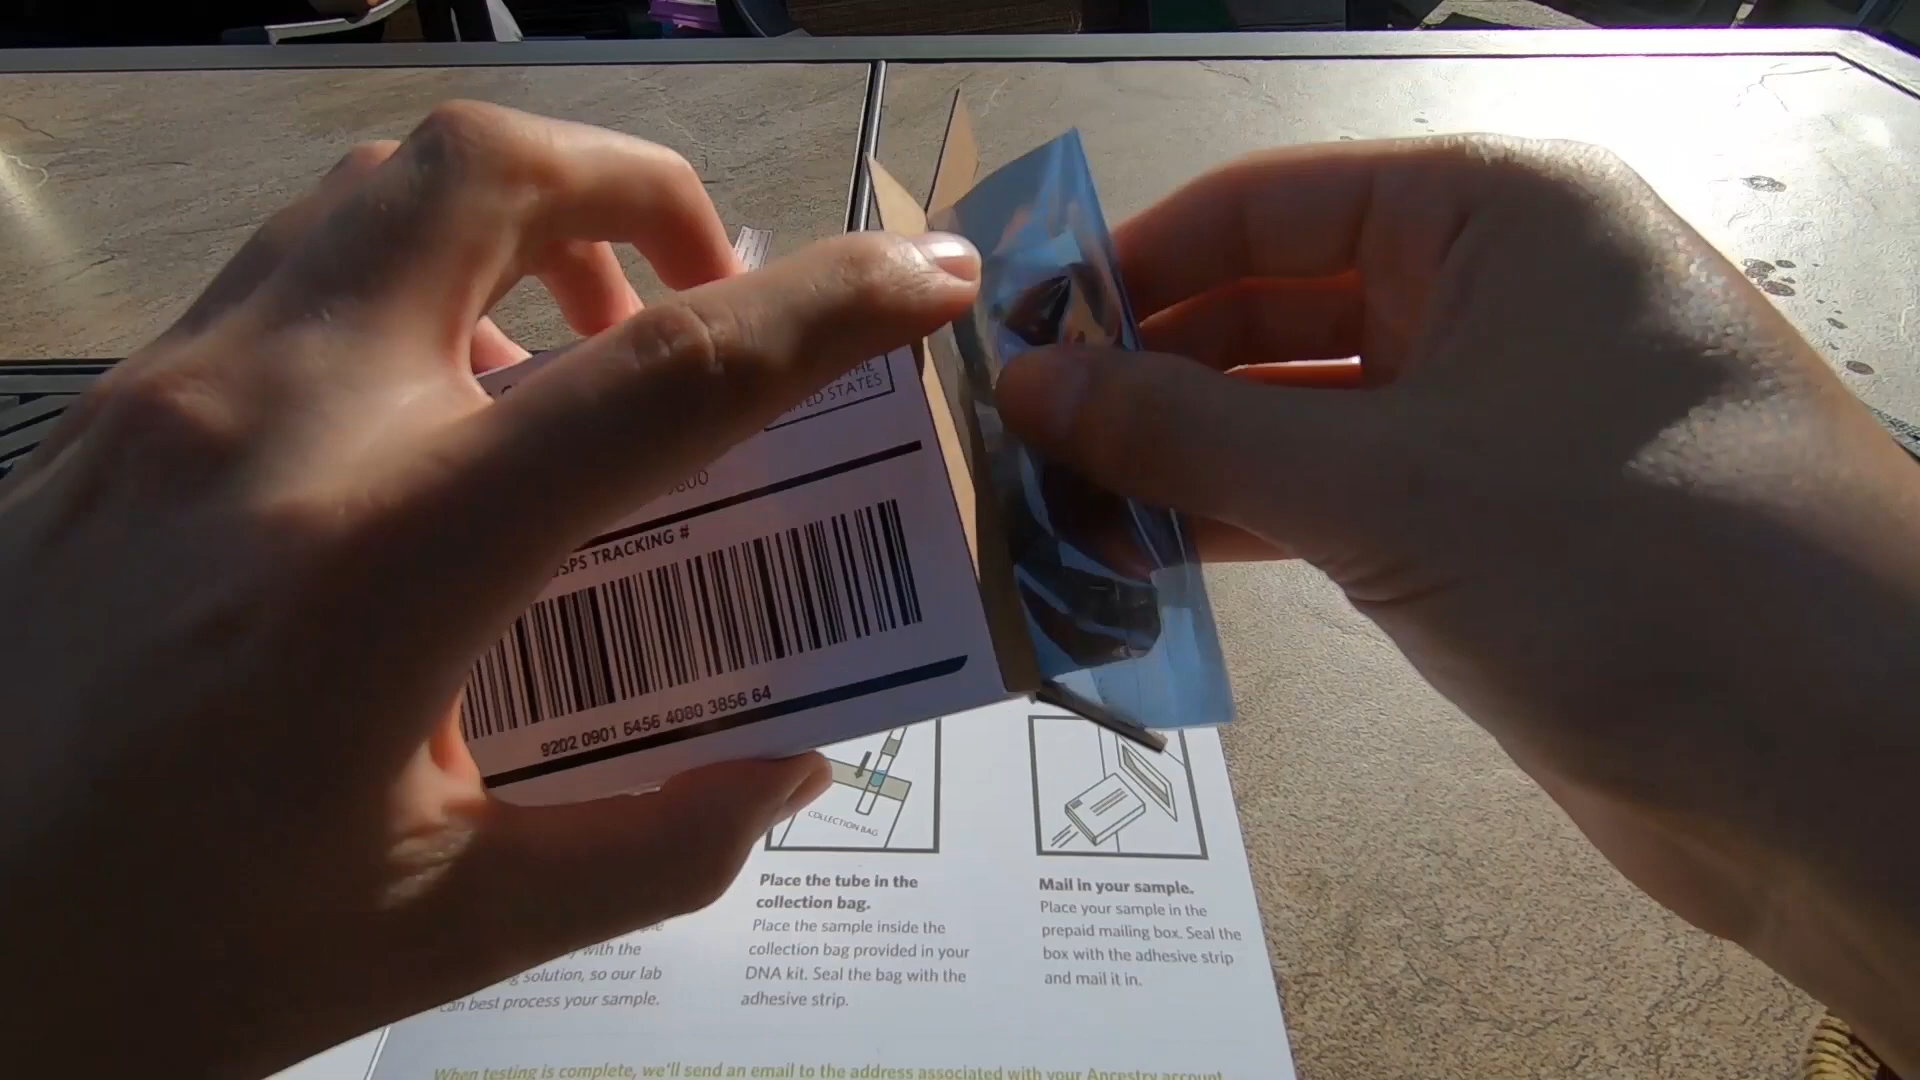 THE
UNITED STATES
TRACKING #
9202 0901 6456 4080 3856 64
COLLECTION BAG
Place the tube in the
collection bag.
Place the sample inside the
collection bag provided in your
DNA kit. Seal the bag with the
adhesive strip.
Mail in your sample.
Place your sample in the
prepaid mailing box. Seal the
box with the adhesive strip
and mail it in.
with the
solution, so our lab
can best process your sample.
When testing is complete, we'll send an email to the address associated with your Ancestry account